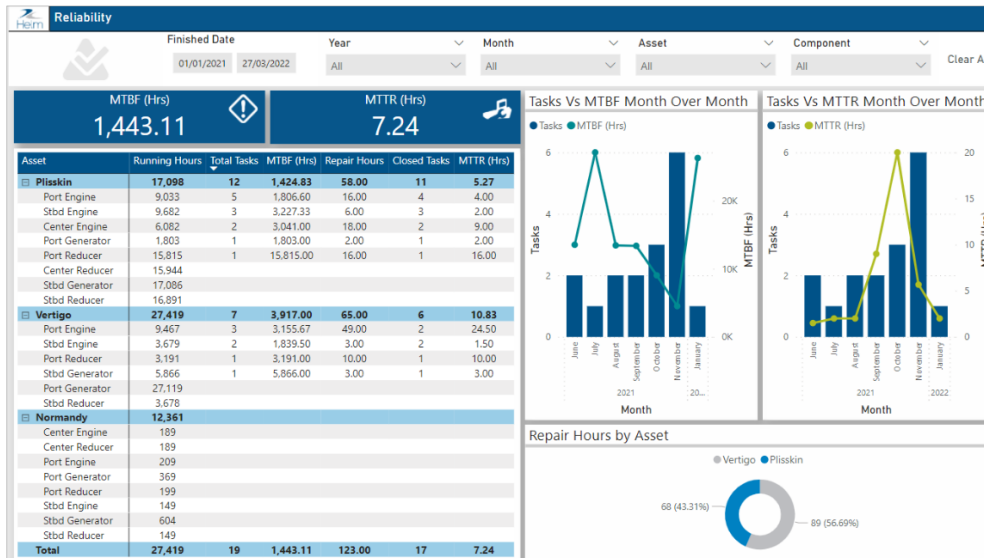 Helm
Reliability
Finished Date
01/01/2021 27/03/2022
Year
All
Month
All
Asset
All
Component
All
Clear A
MTBF (Hrs)
1,443.11
MTTR (Hrs)
7.24
Asset Running Hours Total Tasks MTBF (Hrs) Repair Hours Closed Tasks MTTR (Hrs)
Plisskin 17,098 12 1,424.83 58.00 11 5.27
Port Engine 9,033 5 1,806.60 16.00 4 4.00
Stbd Engine 9,682 3 3,227.33 6.00 3 2.00
Center Engine 6,082 2 3,041.00 18.00 2 9.00
Port Generator 1,803 1 1,803.00 2.00 1 2.00
Port Reducer 15,815 1 15,815.00 16.00 1 16.00
Center Reducer 15,944
Stbd Generator 17,086
Stbd Reducer 16,891
Vertigo 27,419 7 3,917.00 65.00 6 10.83
Port Engine 9,467 3 3,155.67 49.00 2 24.50
Stbd Engine 3,679 2 1,839.50 3.00 2 1.50
Port Reducer 3,191 1 3,191.00 10.00 1 10.00
Stbd Generator 5,866 1 5,866.00 3.00 1 3.00
Port Generator 27,119
Stbd Reducer 3,678
Normandy 12,361
Center Engine 189
Center Reducer 189
Port Engine 209
Port Generator 369
Port Reducer 199
Stbd Engine 149
Stbd Generator 604
Stbd Reducer 149
Total 27,419 19 1,443.11 123.00 17 7.24
Tasks Vs MTBF Month Over Month
Tasks MTBF (Hrs)
6
4
2
0
Tasks
20K
10K
0K
MTBF (Hrs)
June July August September October November January
2021 20...
Month
Tasks Vs MTTR Month Over Month
Tasks MTTR (Hrs)
6
4
2
0
Tasks
20
15
10
5
0
MTTR (Hrs)
June July August September October November January
2021 2022
Month
Repair Hours by Asset
Vertigo Plisskin
68 (43.31%)
89 (56.69%)